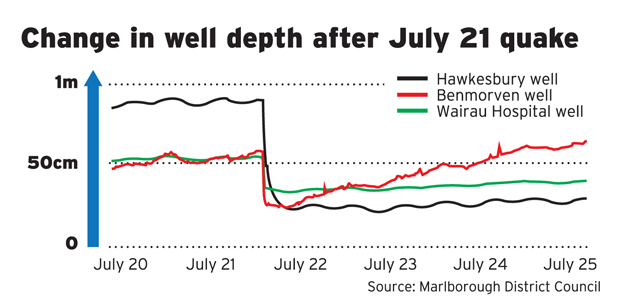 Change in well depth after July 21 quake
1m
Hawkesbury well
Benmorven well
Wairau Hospital well
50cm
0
July 20 July 21 July 22 July 23 July 24 July 25
Source: Marlborough District Council